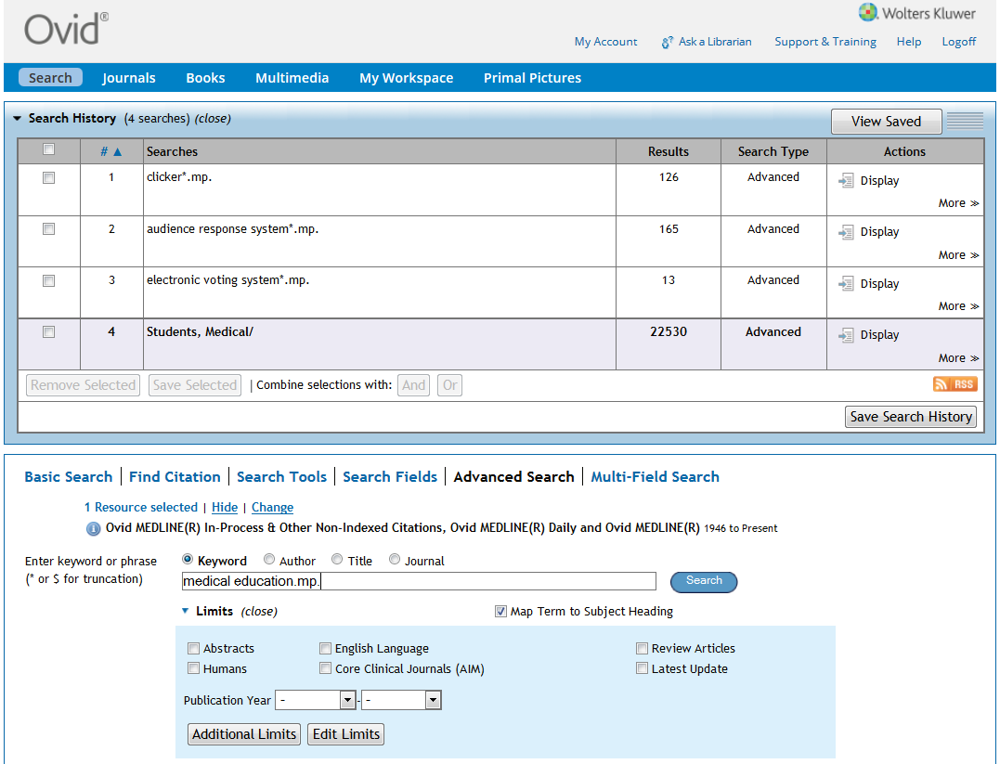 Ovid®
Wolters Kluwer
My Account Ask a Librarian Support & Training Help Logoff
Search Journals Books Multimedia My Workspace Primal Pictures
Search History (4 searches) (close)
View Saved
# ▲ Searches Results Search Type Actions
1 clicker*.mp. 126 Advanced Display
More ≫
2 audience response system*.mp. 165 Advanced Display
More ≫
3 electronic voting system*.mp. 13 Advanced Display
More ≫
4 Students, Medical/ 22530 Advanced Display
More ≫
Remove Selected Save Selected | Combine selections with: And Or RSS
Save Search History
Basic Search | Find Citation | Search Tools | Search Fields | Advanced Search | Multi-Field Search
1 Resource selected | Hide | Change
Ovid MEDLINE(R) In-Process & Other Non-Indexed Citations, Ovid MEDLINE(R) Daily and Ovid MEDLINE(R) 1946 to Present
Enter keyword or phrase Keyword Author Title Journal
(* or $ for truncation) medical education.mp. Search
Limits (close) Map Term to Subject Heading
Abstracts English Language Review Articles
Humans Core Clinical Journals (AIM) Latest Update
Publication Year - - -
Additional Limits Edit Limits